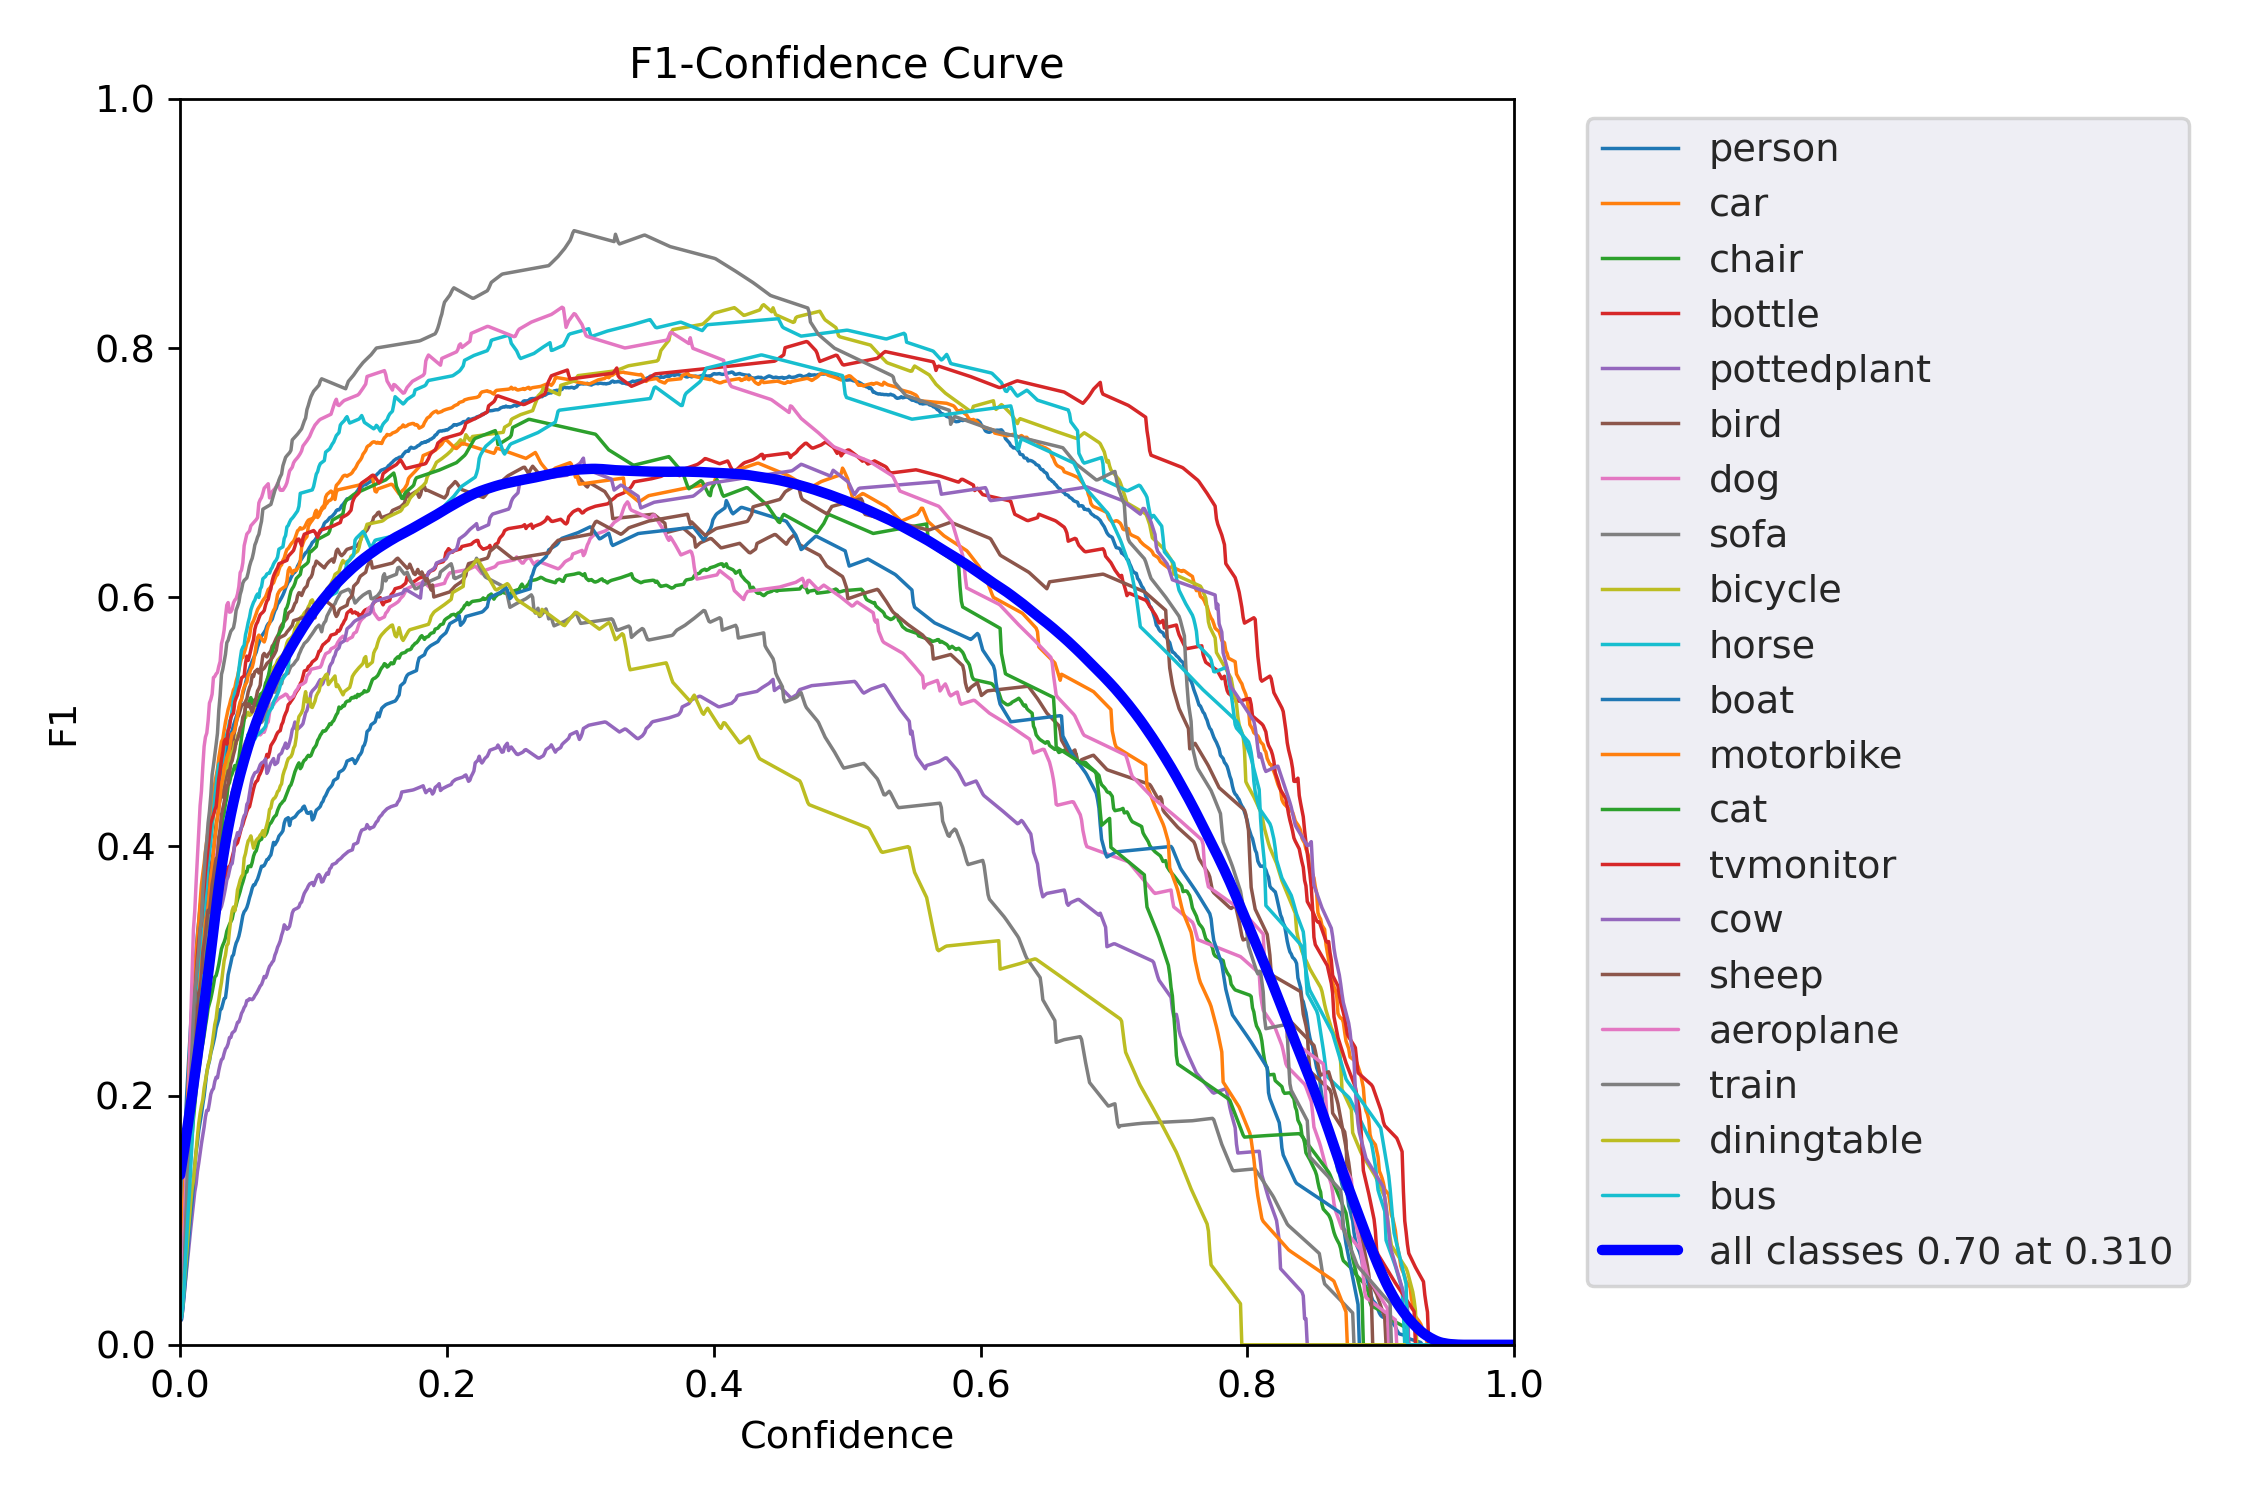 F1-Confidence Curve
1.0
0.8
0.6
0.4
0.2
0.0
F1
0.0 0.2 0.4 0.6 0.8 1.0
Confidence
person
car
chair
bottle
pottedplant
bird
dog
sofa
bicycle
horse
boat
motorbike
cat
tvmonitor
cow
sheep
aeroplane
train
diningtable
bus
all classes 0.70 at 0.310